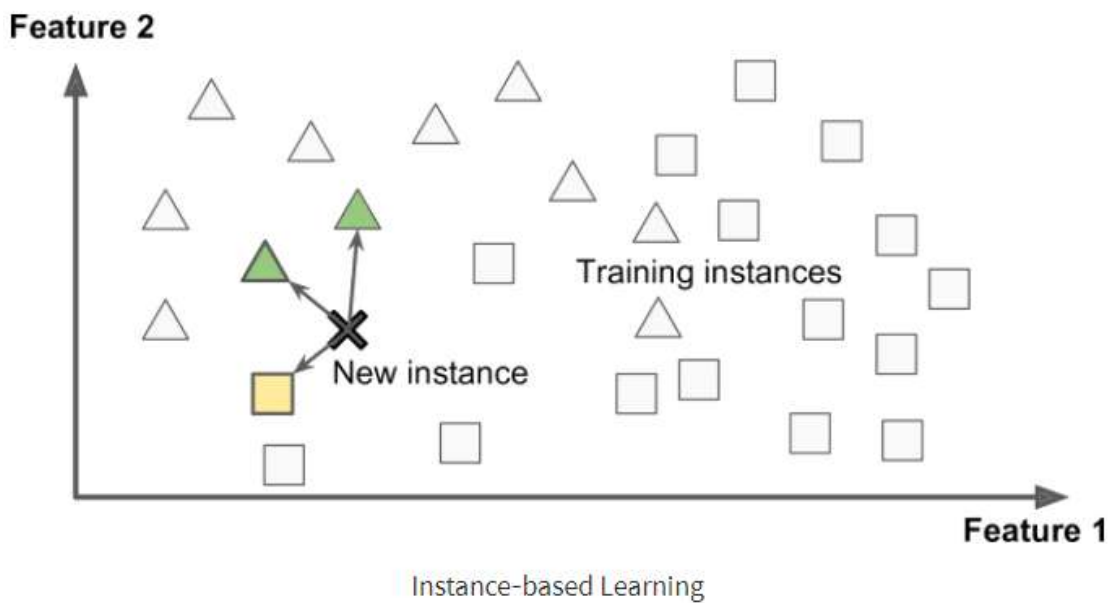 Feature 2
Training instances
New instance
Feature 1
Instance-based Learning